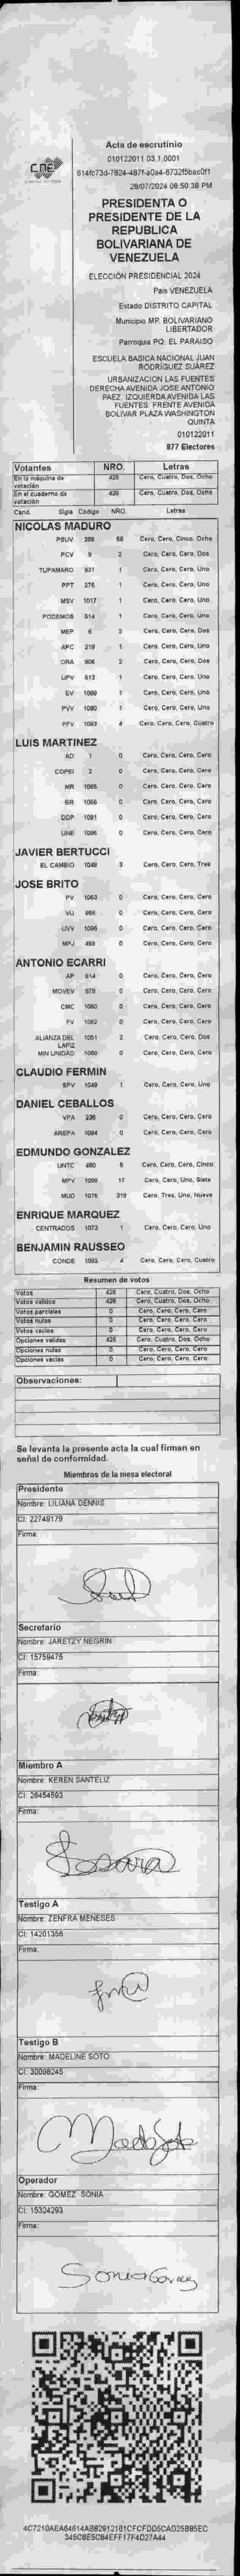 CNE
Acta de escrutinio
010122011.03.1.0001
28/07/2024 08:50:38 PM
PRESIDENTA O
PRESIDENTE DE LA
REPUBLICA
BOLIVARIANA DE
VENEZUELA
ELECCIÓN PRESIDENCIAL 2024
Pais VENEZUELA
Estado DISTRITO CAPITAL
Municipio MP. BOLIVARIANO
LIBERTADOR
Parroquia PQ. EL PARAISO
ESCUELA BASICA NACIONAL JUAN
RODRÍGUEZ SUÁREZ
URBANIZACION LAS FUENTES
DERECHA AVENIDA JOSE ANTONIO
PAEZ. IZQUIERDA AVENIDA LAS
FUENTES. FRENTE AVENIDA
BOLIVAR PLAZA WASHINGTON
QUINTA
010122011
877 Electores
Votantes NRO. Letras
En la máquina de votación 428 Cero, Cuatro, Dos, Ocho
En el cuaderno de votación 428 Cero, Cuatro, Dos, Ocho
Cand. Sigla Código NRO. Letras
NICOLAS MADURO
PSUV 269 58 Cero, Cero, Cinco, Ocho
PCV 9 2 Cero, Cero, Cero, Dos
TUPAMARO 931 1 Cero, Cero, Cero, Uno
PPT 276 1 Cero, Cero, Cero, Uno
MSV 1017 1 Cero, Cero, Cero, Uno
PODEMOS 514 1 Cero, Cero, Cero, Uno
MEP 6 2 Cero, Cero, Cero, Dos
APC 219 1 Cero, Cero, Cero, Uno
ORA 906 2 Cero, Cero, Cero, Dos
UPV 613 1 Cero, Cero, Cero, Uno
EV 1089 1 Cero, Cero, Cero, Uno
PVV 1090 1 Cero, Cero, Cero, Uno
PFV 1093 4 Cero, Cero, Cero, Cuatro
LUIS MARTINEZ
AD 1 0 Cero, Cero, Cero, Cero
COPEI 2 0 Cero, Cero, Cero, Cero
MR 1065 0 Cero, Cero, Cero, Cero
BR 1066 0 Cero, Cero, Cero, Cero
DDP 1091 0 Cero, Cero, Cero, Cero
UNE 1095 0 Cero, Cero, Cero, Cero
JAVIER BERTUCCI
EL CAMBIO 1048 3 Cero, Cero, Cero, Tres
JOSE BRITO
PV 1053 0 Cero, Cero, Cero, Cero
VU 968 0 Cero, Cero, Cero, Cero
UVV 1096 0 Cero, Cero, Cero, Cero
MPJ 468 0 Cero, Cero, Cero, Cero
ANTONIO ECARRI
AP 614 0 Cero, Cero, Cero, Cero
MOVEV 578 0 Cero, Cero, Cero, Cero
CMC 1060 0 Cero, Cero, Cero, Cero
FV 1062 0 Cero, Cero, Cero, Cero
ALIANZA DEL LAPIZ 1051 2 Cero, Cero, Cero, Dos
MIN UNIDAD 1069 0 Cero, Cero, Cero, Cero
CLAUDIO FERMIN
SPV 1049 1 Cero, Cero, Cero, Uno
DANIEL CEBALLOS
VPA 236 0 Cero, Cero, Cero, Cero
AREPA 1094 0 Cero, Cero, Cero, Cero
EDMUNDO GONZALEZ
UNTC 460 5 Cero, Cero, Cero, Cinco
MPV 1069 17 Cero, Cero, Uno, Siete
MUD 1076 319 Cero, Tres, Uno, Nueve
ENRIQUE MARQUEZ
CENTRADOS 1073 1 Cero, Cero, Cero, Uno
BENJAMIN RAUSSEO
CONDE 1092 4 Cero, Cero, Cero, Cuatro
Resumen de votos
Votos 428 Cero, Cuatro, Dos, Ocho
Votos válidos 428 Cero, Cuatro, Dos, Ocho
Votos parciales 0 Cero, Cero, Cero, Cero
Votos nulos 0 Cero, Cero, Cero, Cero
Votos vacíos 0 Cero, Cero, Cero, Cero
Opciones validas 428 Cero, Cuatro, Dos, Ocho
Opciones nulas 0 Cero, Cero, Cero, Cero
Opciones vacías 0 Cero, Cero, Cero, Cero
Observaciones:
Se levanta la presente acta la cual firman en
señal de conformidad.
Miembros de la mesa electoral
Presidente
Nombre: LILIANA DENNIS
CI: 22749179
Firma:
Secretario
Nombre: JARETZY NEGRIN
CI: 15759475
Firma:
Miembro A
Nombre: KEREN SANTELIZ
CI: 26454593
Firma:
Testigo A
Nombre: ZENFRA MENESES
CI: 14201356
Firma:
Testigo B
Nombre: MADELINE SOTO
CI: 30098245
Firma:
Operador
Nombre: GOMEZ SONIA
CI: 15324293
Firma:
Sonia Gomez